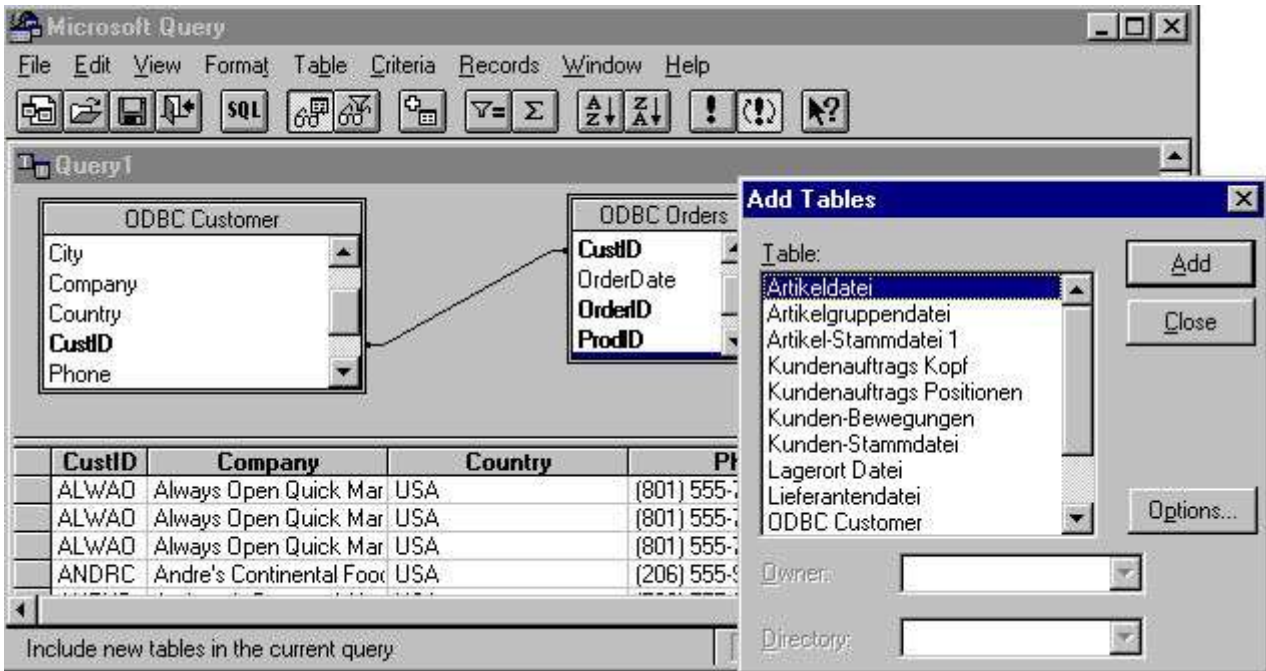 Microsoft Query
File Edit View Format Table Criteria Records Window Help
SQL
Query1
ODBC Customer
City
Company
Country
CustID
Phone
ODBC Orders
CustID
OrderDate
OrderID
ProdID
CustID Company Country
ALWAO Always Open Quick Mar USA (801) 555-
ALWAO Always Open Quick Mar USA (801) 555-
ALWAO Always Open Quick Mar USA (801) 555-
ANDRC Andre's Continental Food USA (206) 555-
Include new tables in the current query
Add Tables
Table:
Artikeldatei
Artikelgruppendatei
Artikel-Stammdatei 1
Kundenauftrags Kopf
Kundenauftrags Positionen
Kunden-Bewegungen
Kunden-Stammdatei
Lagerort Datei
Lieferantendatei
ODBC Customer
Add
Close
Options...
Owner:
Directory: